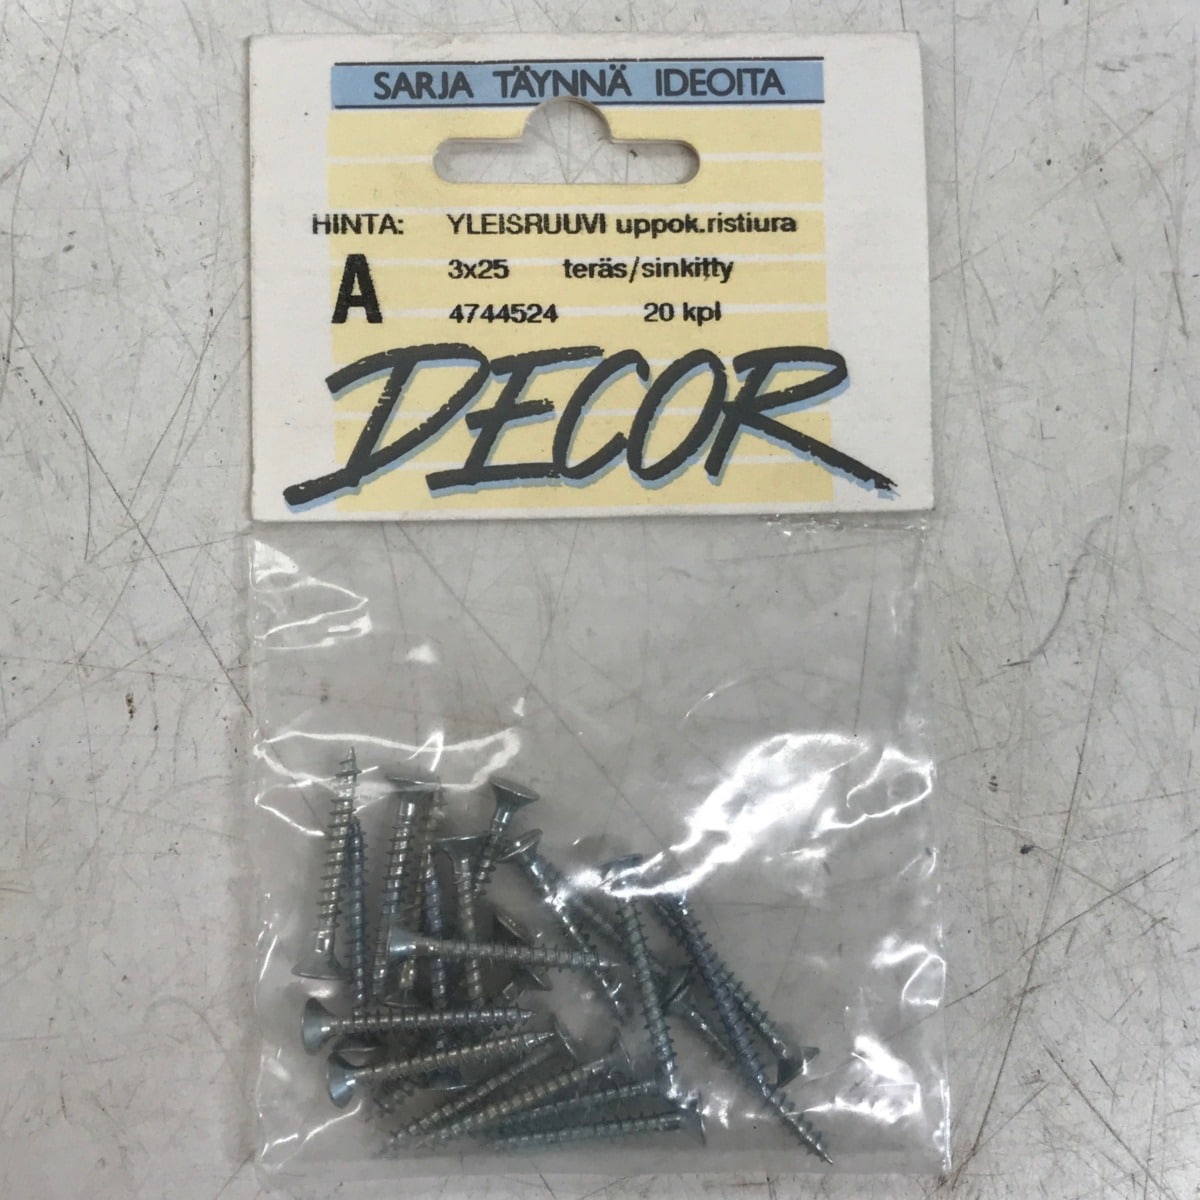 SARJA TÄYNNÄ IDEOITA
HINTA: YLEISRUUVI uppok.ristiura
A 3x25 teräs/sinkitty
4744524 20 kpl
DECOR